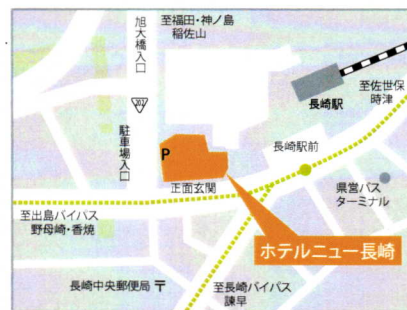 旭大橋入口
至福田・神ノ島
稲佐山
長崎駅
至佐世保
時津
202
駐車場入口
長崎駅前
P
正面玄関
県営バス
ターミナル
至出島バイパス
野母崎・香焼
ホテルニュー長崎
長崎中央郵便局 〒
至長崎バイパス
諫早